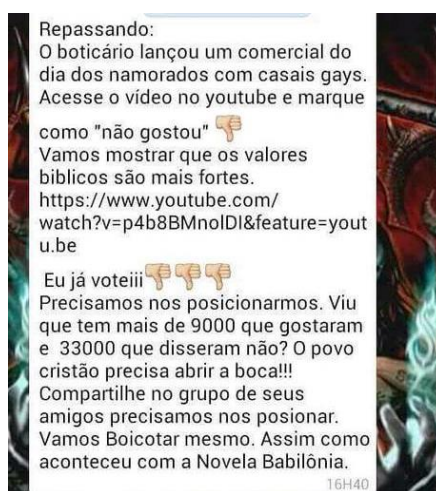 Repassando:
O boticário lançou um comercial do
dia dos namorados com casais gays.
Acesse o vídeo no youtube e marque
como "não gostou" 👎
Vamos mostrar que os valores
biblicos são mais fortes.
https://www.youtube.com/
watch?v=p4b8BMnolDI&feature=yout
u.be
Eu já voteiii👎👎👎
Precisamos nos posicionarmos. Viu
que tem mais de 9000 que gostaram
e 33000 que disseram não? O povo
cristão precisa abrir a boca!!!
Compartilhe no grupo de seus
amigos precisamos nos posionar.
Vamos Boicotar mesmo. Assim como
aconteceu com a Novela Babilônia.
16H40